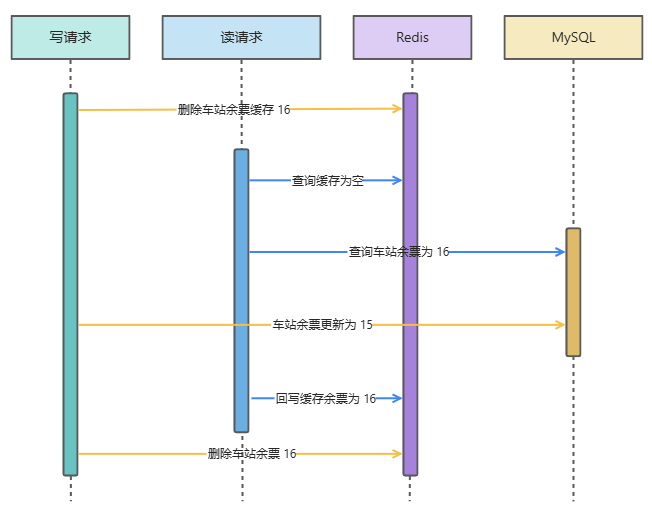 写请求
读请求
Redis
MySQL
删除车站余票缓存 16
查询缓存为空
查询车站余票为 16
车站余票更新为 15
回写缓存余票为 16
删除车站余票 16